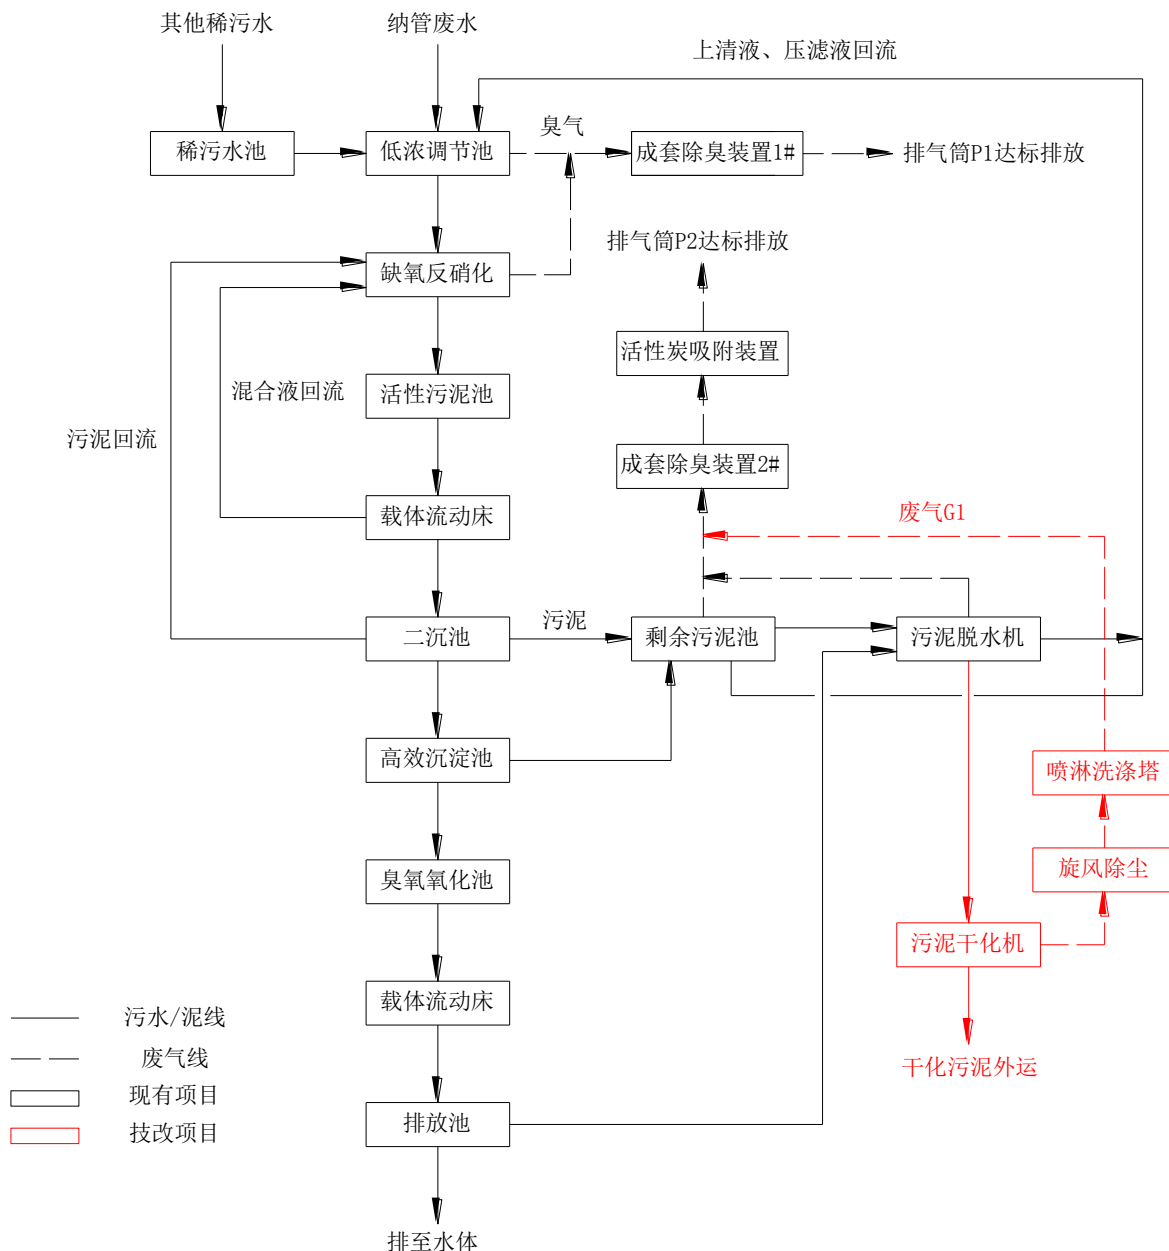 其他稀污水
纳管废水
上清液、压滤液回流
稀污水池
低浓调节池
臭气
成套除臭装置1#
排气筒P1达标排放
排气筒P2达标排放
缺氧反硝化
活性炭吸附装置
混合液回流
活性污泥池
污泥回流
成套除臭装置2#
载体流动床
废气G1
二沉池
污泥
剩余污泥池
污泥脱水机
高效沉淀池
喷淋洗涤塔
臭氧氧化池
旋风除尘
污泥干化机
载体流动床
污水/泥线
废气线
干化污泥外运
现有项目
排放池
技改项目
排至水体